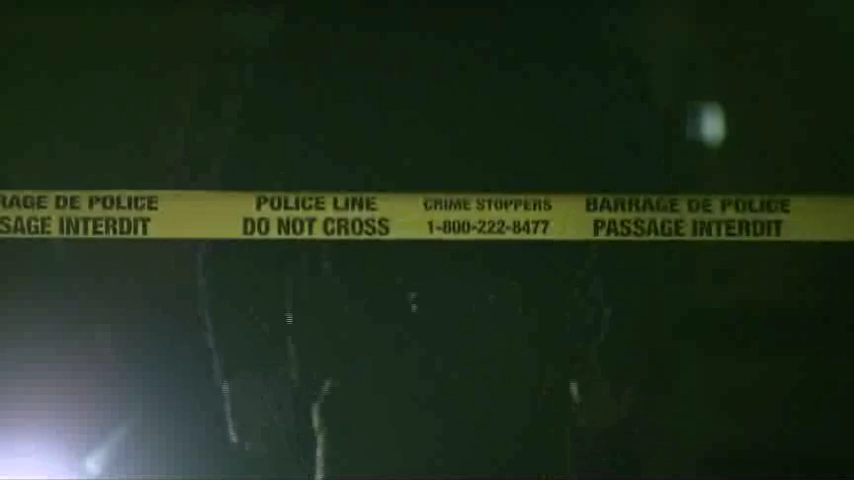 RAGE DE POLICE POLICE LINE CRIME STOPPERS BARRAGE DE POLICE
SAGE INTERDIT DO NOT CROSS 1-800-222-8477 PASSAGE INTERDIT